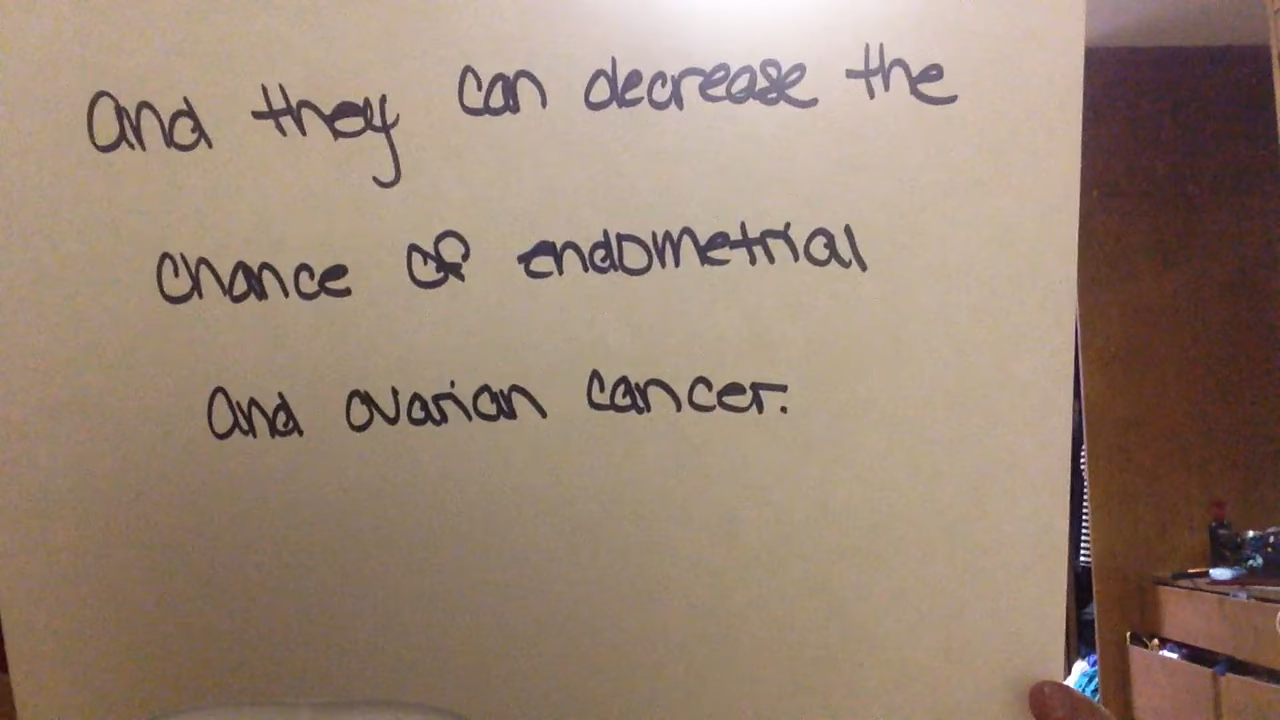 and they can decrease the
chance of endometrial
and ovarian cancer.